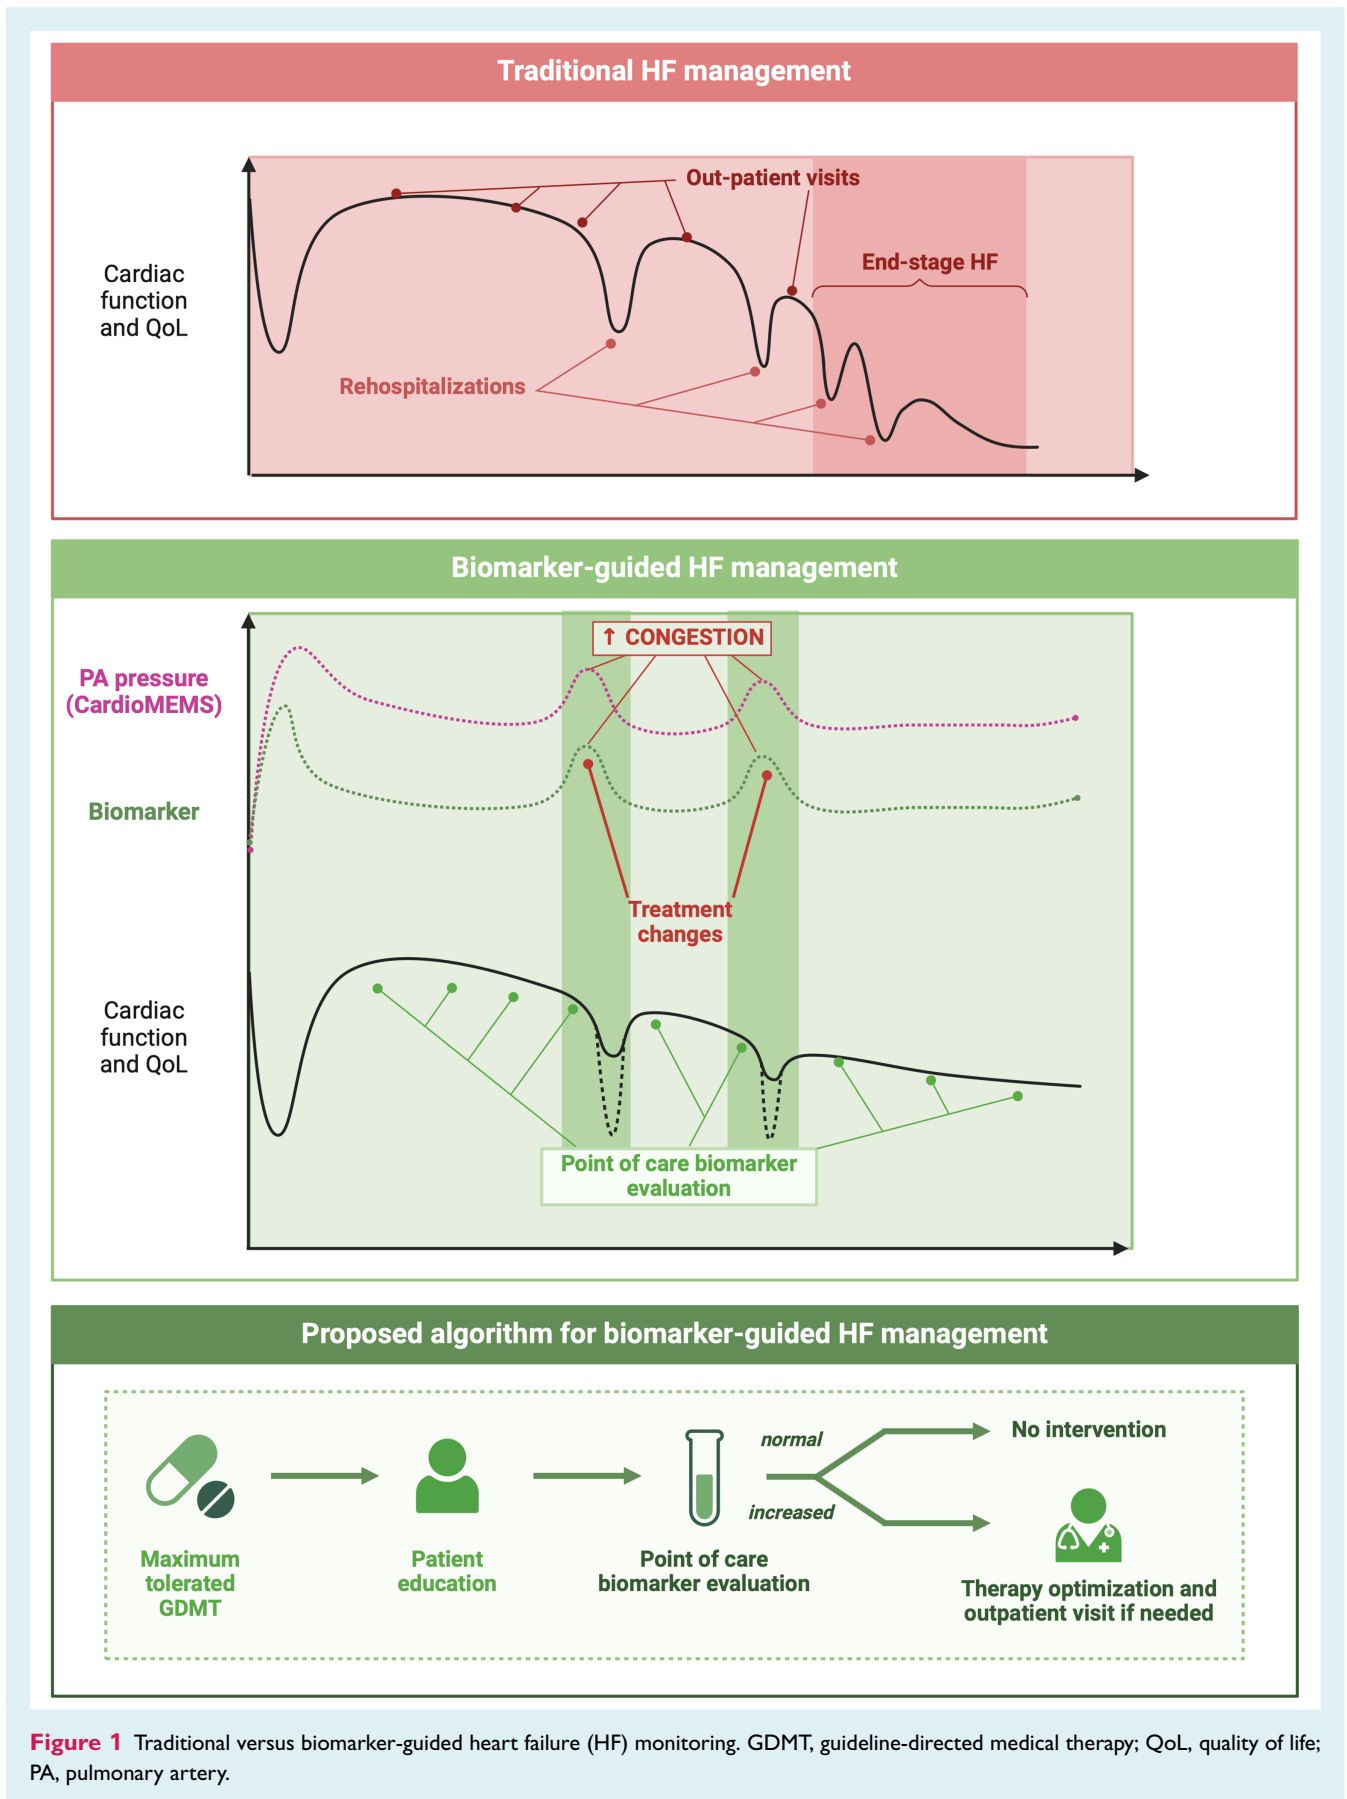 Traditional HF management
Out-patient visits
End-stage HF
Cardiac
function
and QoL
Rehospitalizations
Biomarker-guided HF management
↑ CONGESTION
PA pressure
(CardioMEMS)
Biomarker
Treatment
changes
Cardiac
function
and QoL
Point of care biomarker
evaluation
Proposed algorithm for biomarker-guided HF management
Maximum
tolerated
GDMT
Patient
education
Point of care
biomarker evaluation
normal
increased
No intervention
Therapy optimization and
outpatient visit if needed
Figure 1 Traditional versus biomarker-guided heart failure (HF) monitoring. GDMT, guideline-directed medical therapy; QoL, quality of life;
PA, pulmonary artery.